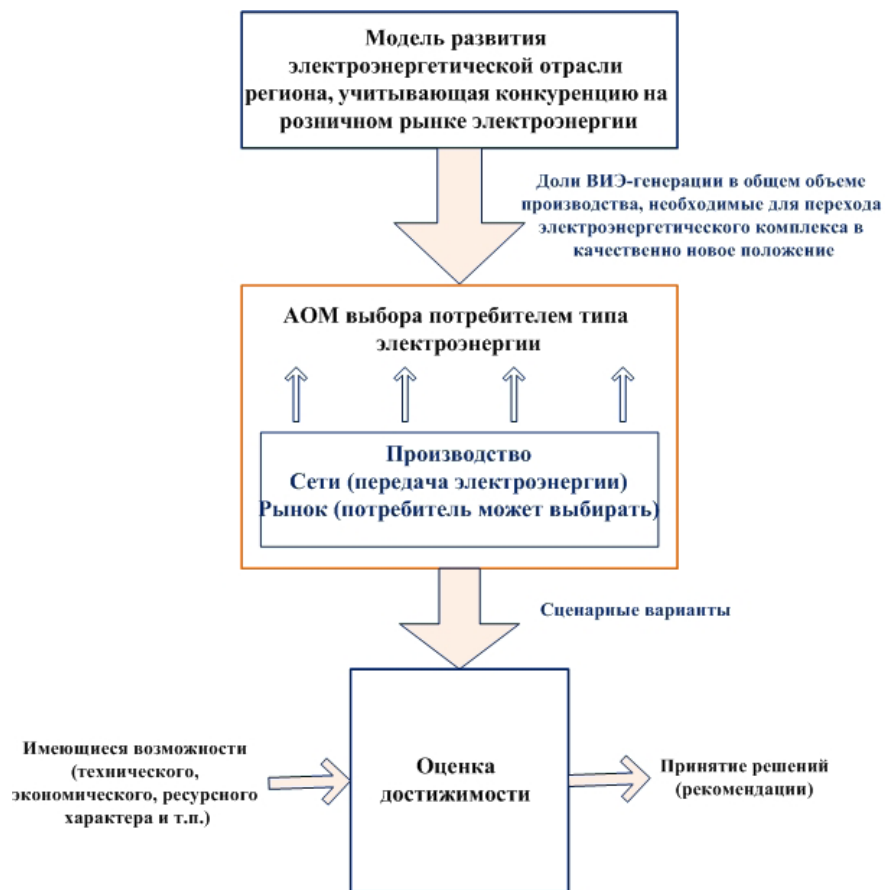 Модель развития
электроэнергетической отрасли
региона, учитывающая конкуренцию на
розничном рынке электроэнергии
Доли ВИЭ-генерации в общем объеме
производства, необходимые для перехода
электроэнергетического комплекса в
качественно новое положение
АОМ выбора потребителем типа
электроэнергии
Производство
Сети (передача электроэнергии)
Рынок (потребитель может выбирать)
Сценарные варианты
Имеющиеся возможности
(технического,
экономического, ресурсного
характера и т.п.)
Оценка
достижимости
Принятие решений
(рекомендации)